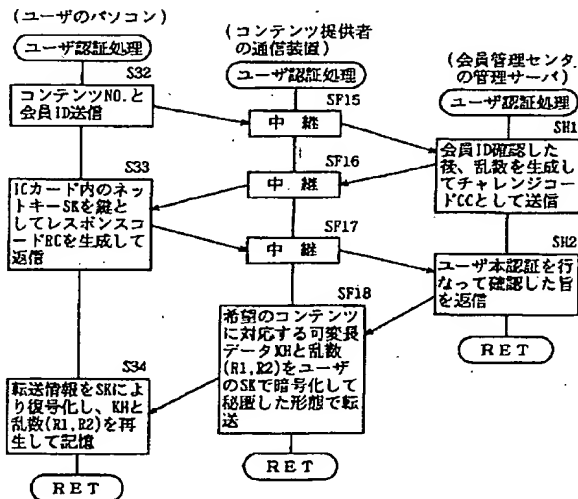 (ユーザのパソコン)
ユーザ認証処理
S32
コンテンツNO.と
会員ID送信
S33
ICカード内のネッ
トキーSKを鍵と
してレスポンスコ
ードRCを生成して
返信
S34
転送情報をSKによ
り復号化し、KHと
乱数(R1,R2)を再
生して記憶
RET
(コンテンツ提供者
の通信装置)
ユーザ認証処理
SF15
中継
SF16
中継
SF17
中継
SF18
希望のコンテンツ
に対応する可変長
データKHと乱数
(R1,R2)をユーザ
のSKで暗号化して
秘匿した形態で転
送
RET
(会員管理センタ
の管理サーバ)
ユーザ認証処理
SH1
会員ID確認した
後、乱数を生成し
てチャレンジコー
ドCCとして送信
SH2
ユーザ本認証を行
なって確認した旨
を返信
RET